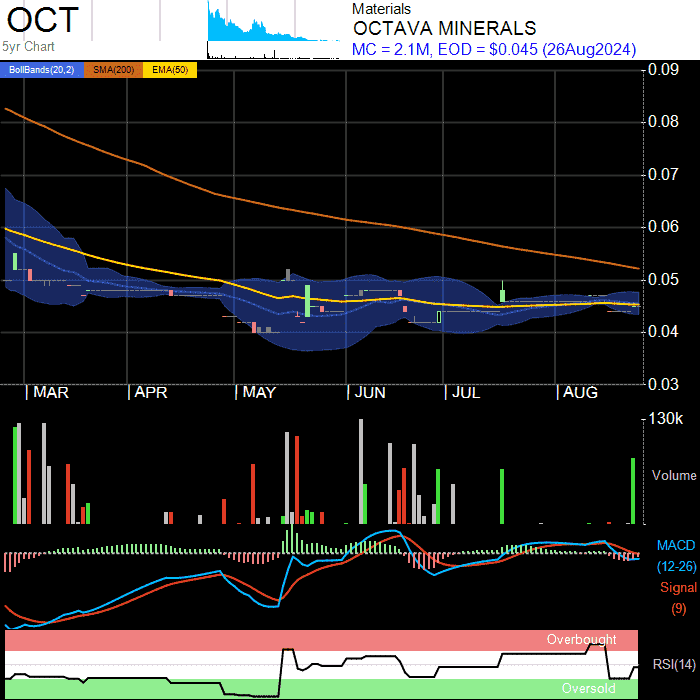 OCT
5yr Chart
Materials
OCTAVA MINERALS
MC = 2.1M, EOD = $0.045 (26Aug2024)
BollBands(20,2) SMA(200) EMA(50)
0.09
0.08
0.07
0.06
0.05
0.04
0.03
MAR APR MAY JUN JUL AUG
130k
Volume
MACD
(12-26)
Signal
(9)
Overbought
RSI(14)
Oversold